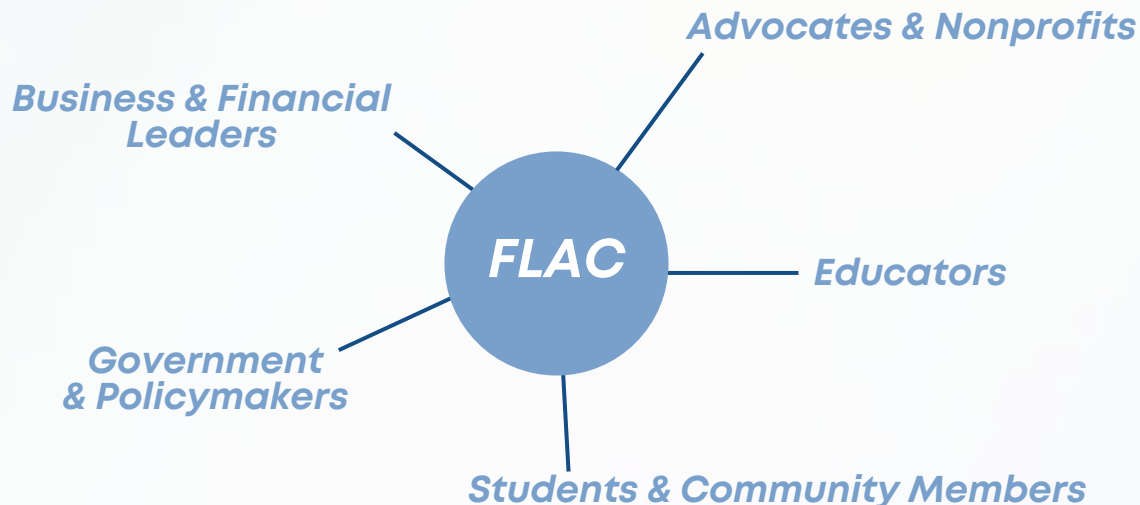 Advocates & Nonprofits
Business & Financial
Leaders
FLAC
Educators
Government
& Policymakers
Students & Community Members